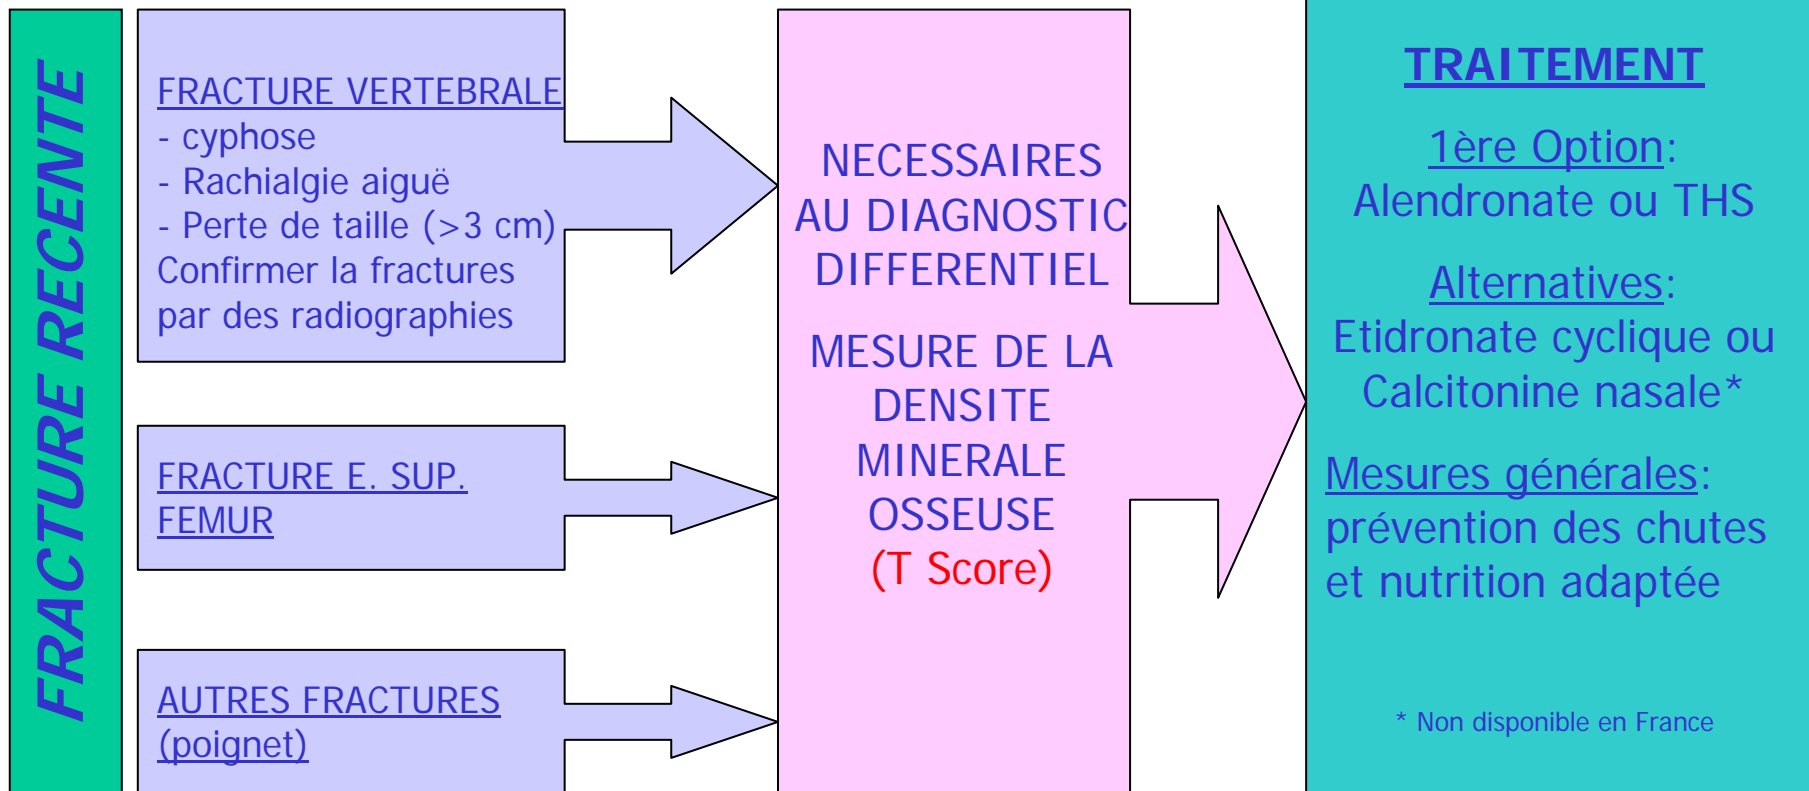 FRACTURE RECENTE
FRACTURE VERTEBRALE
- cyphose
- Rachialgie aiguë
- Perte de taille (>3 cm)
Confirmer la fractures
par des radiographies
FRACTURE E. SUP.
FEMUR
AUTRES FRACTURES
(poignet)
NECESSAIRES
AU DIAGNOSTIC
DIFFERENTIEL
MESURE DE LA
DENSITE
MINERALE
OSSEUSE
(T Score)
TRAITEMENT
1ère Option:
Alendronate ou THS
Alternatives:
Etidronate cyclique ou
Calcitonine nasale*
Mesures générales:
prévention des chutes
et nutrition adaptée
* Non disponible en France